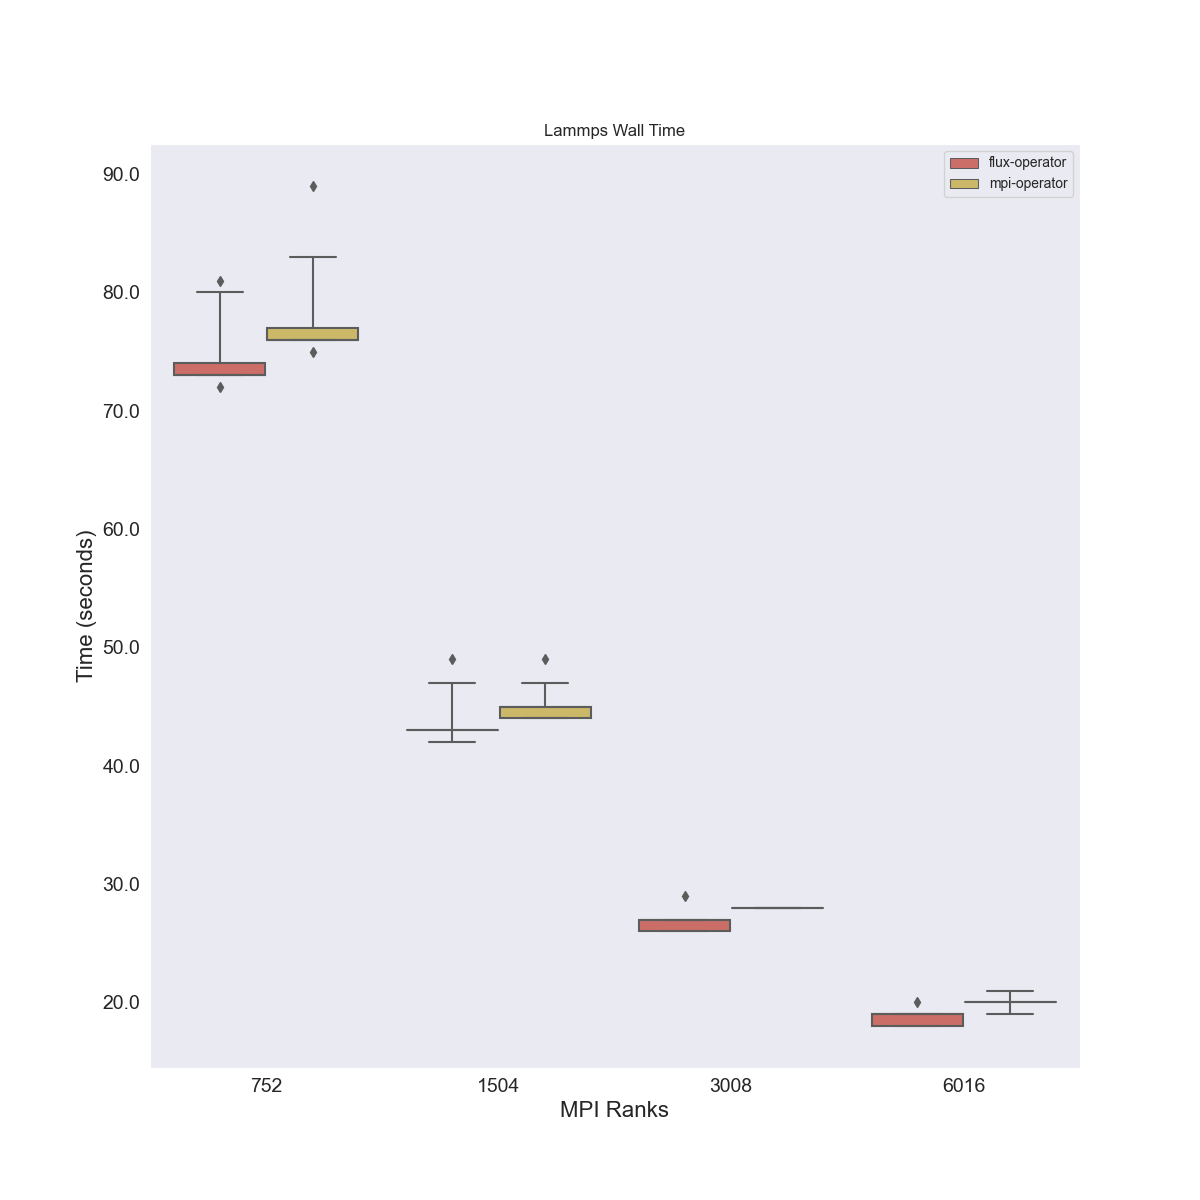 Lammps Wall Time
flux-operator
mpi-operator
90.0
80.0
70.0
60.0
50.0
40.0
30.0
20.0
Time (seconds)
752 1504 3008 6016
MPI Ranks